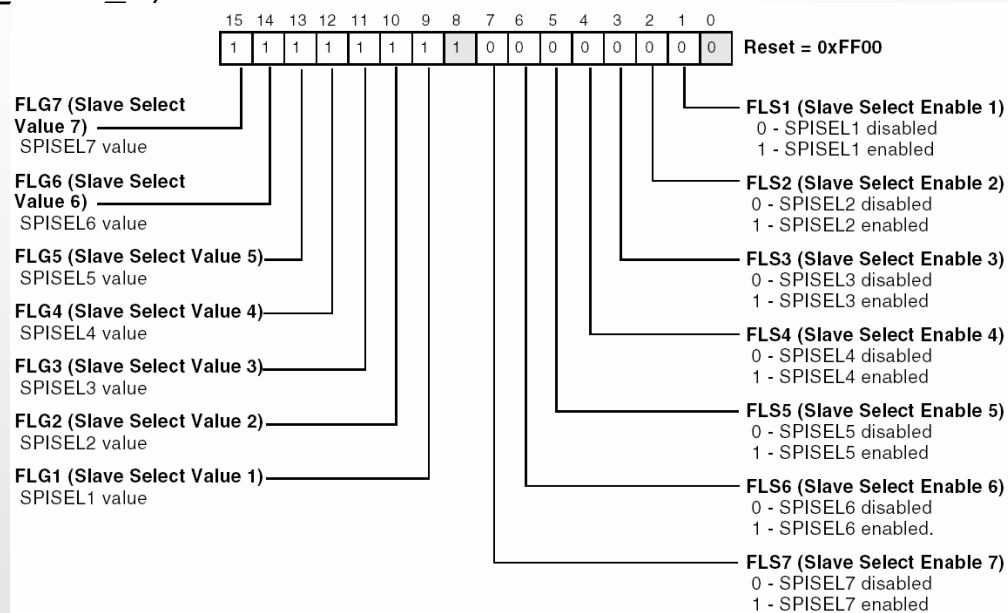 15 14 13 12 11 10 9 8 7 6 5 4 3 2 1 0
1 1 1 1 1 1 1 1 0 0 0 0 0 0 0 0
Reset = 0xFF00
FLG7 (Slave Select
Value 7)
SPISEL7 value
FLG6 (Slave Select
Value 6)
SPISEL6 value
FLG5 (Slave Select Value 5)
SPISEL5 value
FLG4 (Slave Select Value 4)
SPISEL4 value
FLG3 (Slave Select Value 3)
SPISEL3 value
FLG2 (Slave Select Value 2)
SPISEL2 value
FLG1 (Slave Select Value 1)
SPISEL1 value
FLS1 (Slave Select Enable 1)
0 - SPISEL1 disabled
1 - SPISEL1 enabled
FLS2 (Slave Select Enable 2)
0 - SPISEL2 disabled
1 - SPISEL2 enabled
FLS3 (Slave Select Enable 3)
0 - SPISEL3 disabled
1 - SPISEL3 enabled
FLS4 (Slave Select Enable 4)
0 - SPISEL4 disabled
1 - SPISEL4 enabled
FLS5 (Slave Select Enable 5)
0 - SPISEL5 disabled
1 - SPISEL5 enabled
FLS6 (Slave Select Enable 6)
0 - SPISEL6 disabled
1 - SPISEL6 enabled.
FLS7 (Slave Select Enable 7)
0 - SPISEL7 disabled
1 - SPISEL7 enabled